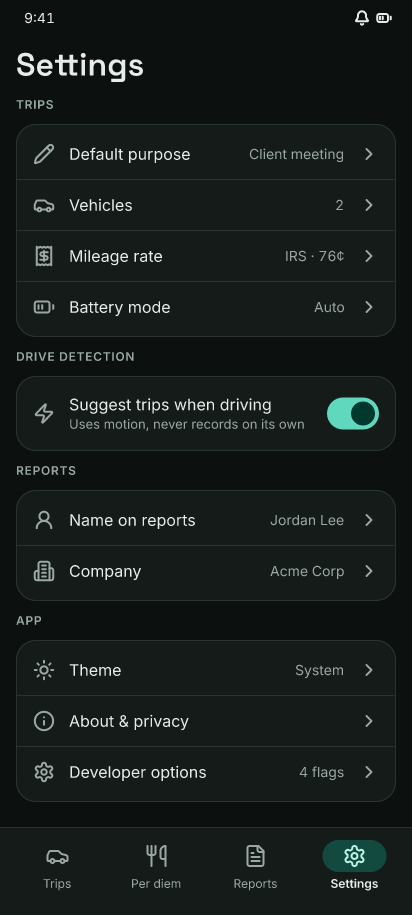 9:41
Settings
TRIPS
Default purpose Client meeting
Vehicles 2
Mileage rate IRS · 76¢
Battery mode Auto
DRIVE DETECTION
Suggest trips when driving
Uses motion, never records on its own
REPORTS
Name on reports Jordan Lee
Company Acme Corp
APP
Theme System
About & privacy
Developer options 4 flags
Trips Per diem Reports Settings